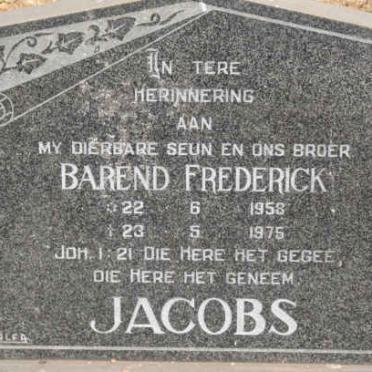 IN TERE
HERINNERING
AAN
MY DIERBARE SEUN EN ONS BROER
BAREND FREDERICK
22 6 1958
23 5 1975
JOH. 1:21 DIE HERE HET GEGEE,
DIE HERE HET GENEEM.
JACOBS